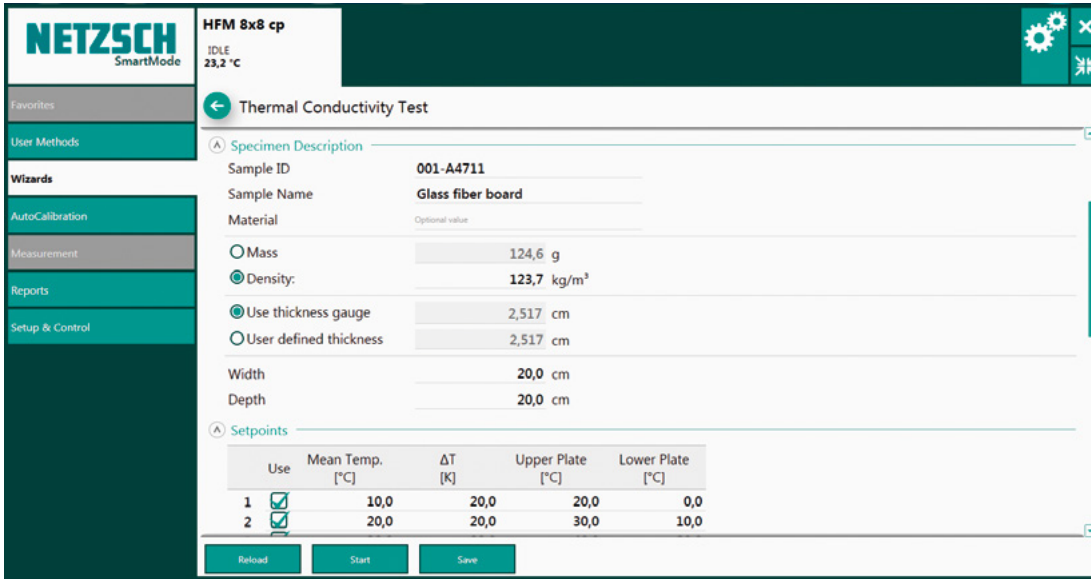 NETZSCH
SmartMode
HFM 8x8 cp
IDLE
23,2 °C
Favorites
User Methods
Wizards
AutoCalibration
Measurement
Reports
Setup & Control
Thermal Conductivity Test
Specimen Description
Sample ID 001-A4711
Sample Name Glass fiber board
Material Optional value
Mass 124,6 g
Density: 123,7 kg/m³
Use thickness gauge 2,517 cm
User defined thickness 2,517 cm
Width 20,0 cm
Depth 20,0 cm
Setpoints
Use Mean Temp. [°C] ΔT [K] Upper Plate [°C] Lower Plate [°C]
1 10,0 20,0 20,0 0,0
2 20,0 20,0 30,0 10,0
Reload Start Save